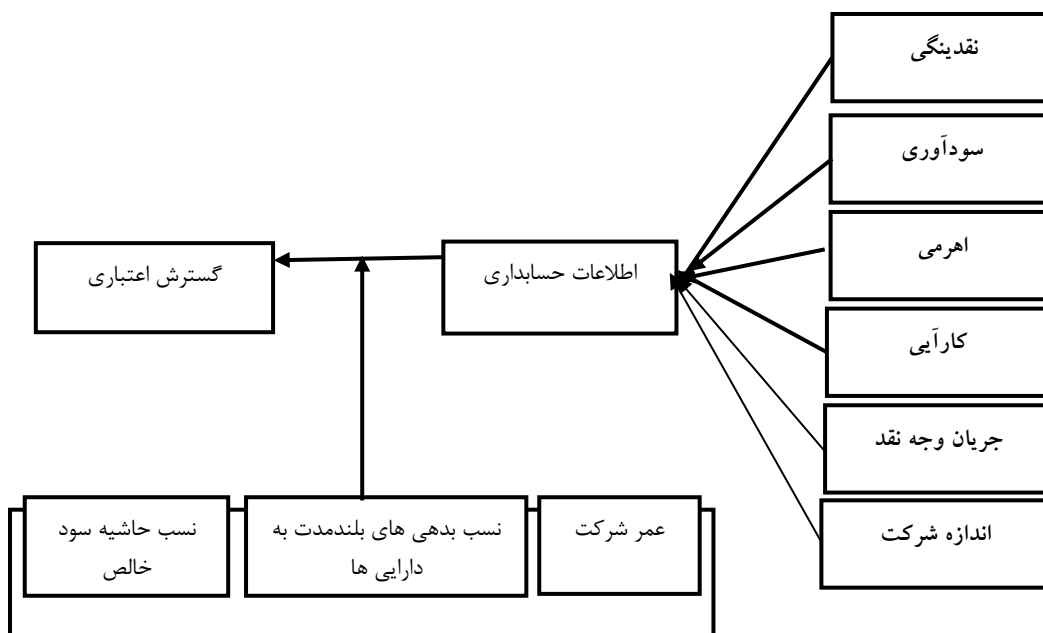 نقدینگی
سودآوری
اهرمی
کارآیی
جریان وجه نقد
اندازه شرکت
اطلاعات حسابداری
گسترش اعتباری
عمر شرکت
نسب بدهی های بلندمدت به
دارایی ها
نسب حاشیه سود
خالص